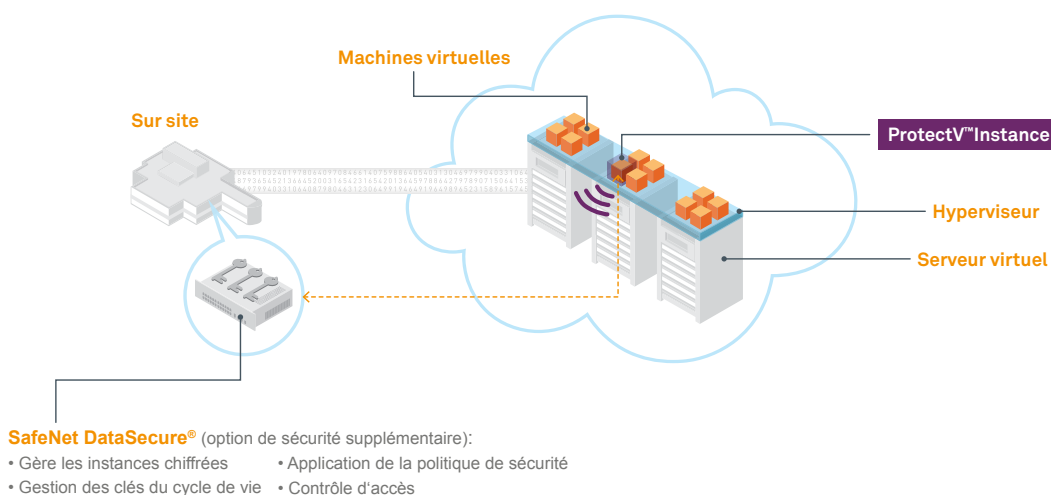 Machines virtuelles
Sur site
ProtectV™Instance
Hyperviseur
Serveur virtuel
SafeNet DataSecure® (option de sécurité supplémentaire):
• Gère les instances chiffrées • Application de la politique de sécurité
• Gestion des clés du cycle de vie • Contrôle d'accès